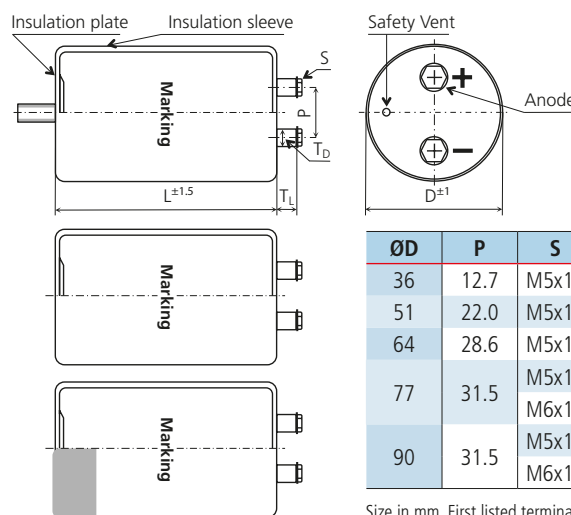 Insulation plate
Insulation sleeve
Safety Vent
Marking
S
P
T_D
T_L
L±1.5
+
−
Anode
D±1
ØD P S
36 12.7 M5x1
51 22.0 M5x1
64 28.6 M5x1
77 31.5 M5x1
M6x1
90 31.5 M5x1
M6x1
Marking
Marking
Size in mm. First listed termina